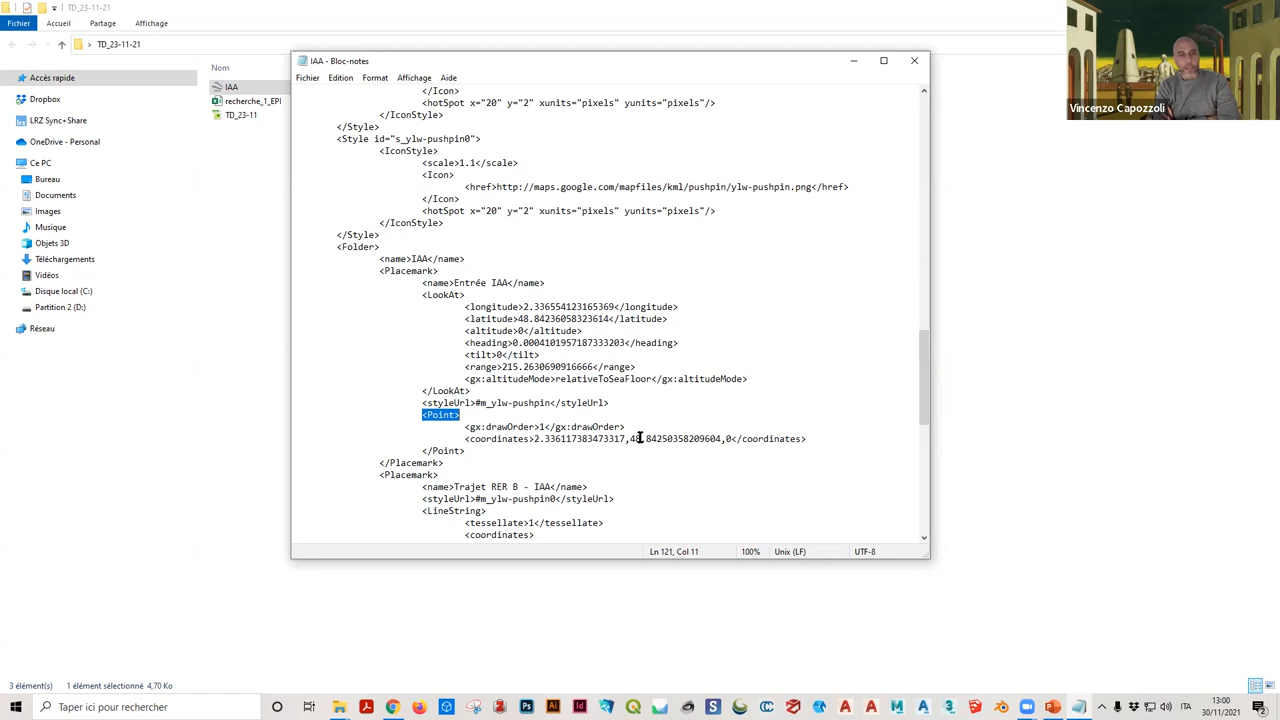 TD_23-11-21
Fichier Accueil Partage Affichage
TD_23-11-21
Nom
Accès rapide
Dropbox
LRZ Sync+Share
OneDrive - Personal
Ce PC
Bureau
Documents
Images
Musique
Objets 3D
Téléchargements
Vidéos
Disque local (C:)
Partition 2 (D:)
Réseau
IAA
recherche_1_EPI
TD_23-11
IAA - Bloc-notes
Fichier Edition Format Affichage Aide
</Icon>
<hotSpot x="20" y="2" xunits="pixels" yunits="pixels"/>
</IconStyle>
</Style>
<Style id="s_ylw-pushpin0">
<IconStyle>
<scale>1.1</scale>
<Icon>
<href>http://maps.google.com/mapfiles/kml/pushpin/ylw-pushpin.png</href>
</Icon>
<hotSpot x="20" y="2" xunits="pixels" yunits="pixels"/>
</IconStyle>
</Style>
<Folder>
<name>IAA</name>
<Placemark>
<name>Entrée IAA</name>
<LookAt>
<longitude>2.336554123165369</longitude>
<latitude>48.84236058323614</latitude>
<altitude>0</altitude>
<heading>0.0004101957187333203</heading>
<tilt>0</tilt>
<range>215.2630690916666</range>
<gx:altitudeMode>relativeToSeaFloor</gx:altitudeMode>
</LookAt>
<styleUrl>#m_ylw-pushpin</styleUrl>
<Point>
<gx:drawOrder>1</gx:drawOrder>
<coordinates>2.336117383473317,48.84250358209604,0</coordinates>
</Point>
</Placemark>
<Placemark>
<name>Trajet RER B - IAA</name>
<styleUrl>#m_ylw-pushpin0</styleUrl>
<LineString>
<tessellate>1</tessellate>
<coordinates>
Ln 121, Col 11 100% Unix (LF) UTF-8
Vincenzo Capozzoli
3 élément(s) 1 élément sélectionné 4,70 Ko
Taper ici pour rechercher
ITA
13:00
30/11/2021